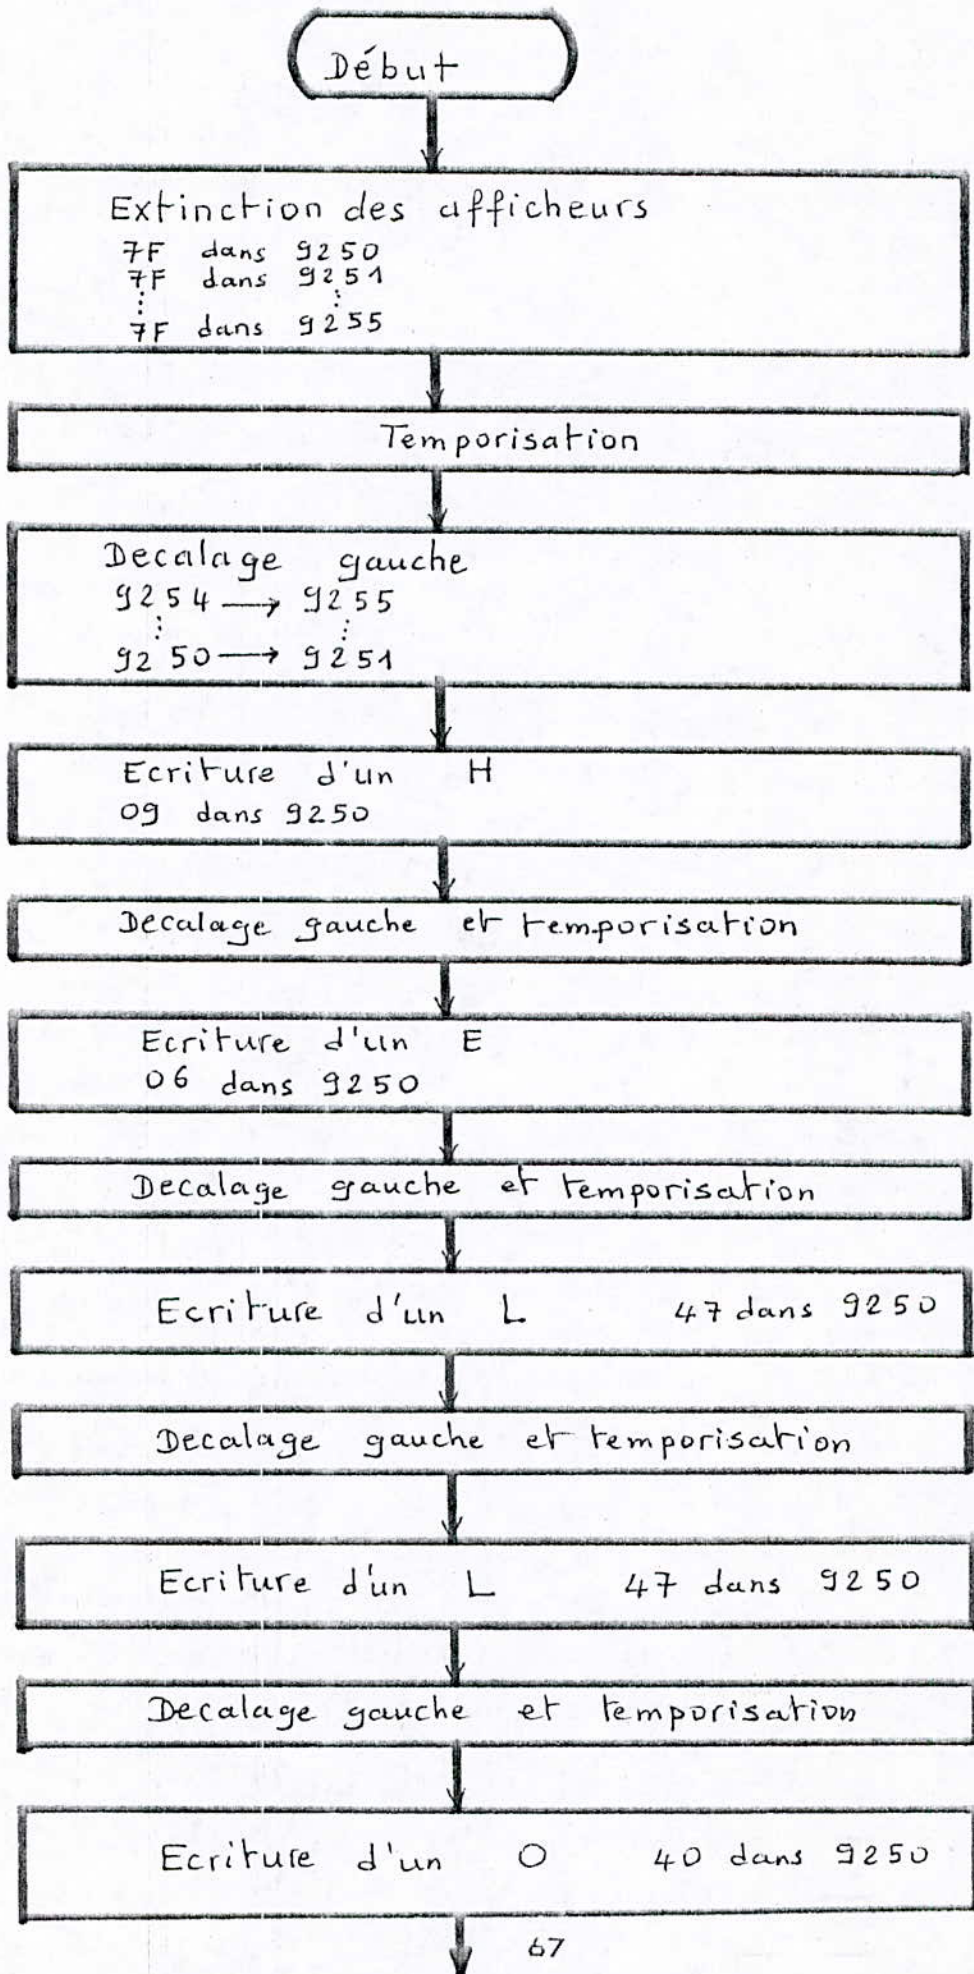 Début
Extinction des afficheurs
7F dans 9250
7F dans 9251
⋮ ⋮
7F dans 9255
Temporisation
Decalage gauche
9254 → 9255
⋮ ⋮
9250 → 9251
Ecriture d'un H
09 dans 9250
Decalage gauche et temporisation
Ecriture d'un E
06 dans 9250
Decalage gauche et temporisation
Ecriture d'un L 47 dans 9250
Decalage gauche et temporisation
Ecriture d'un L 47 dans 9250
Decalage gauche et temporisation
Ecriture d'un O 40 dans 9250
67